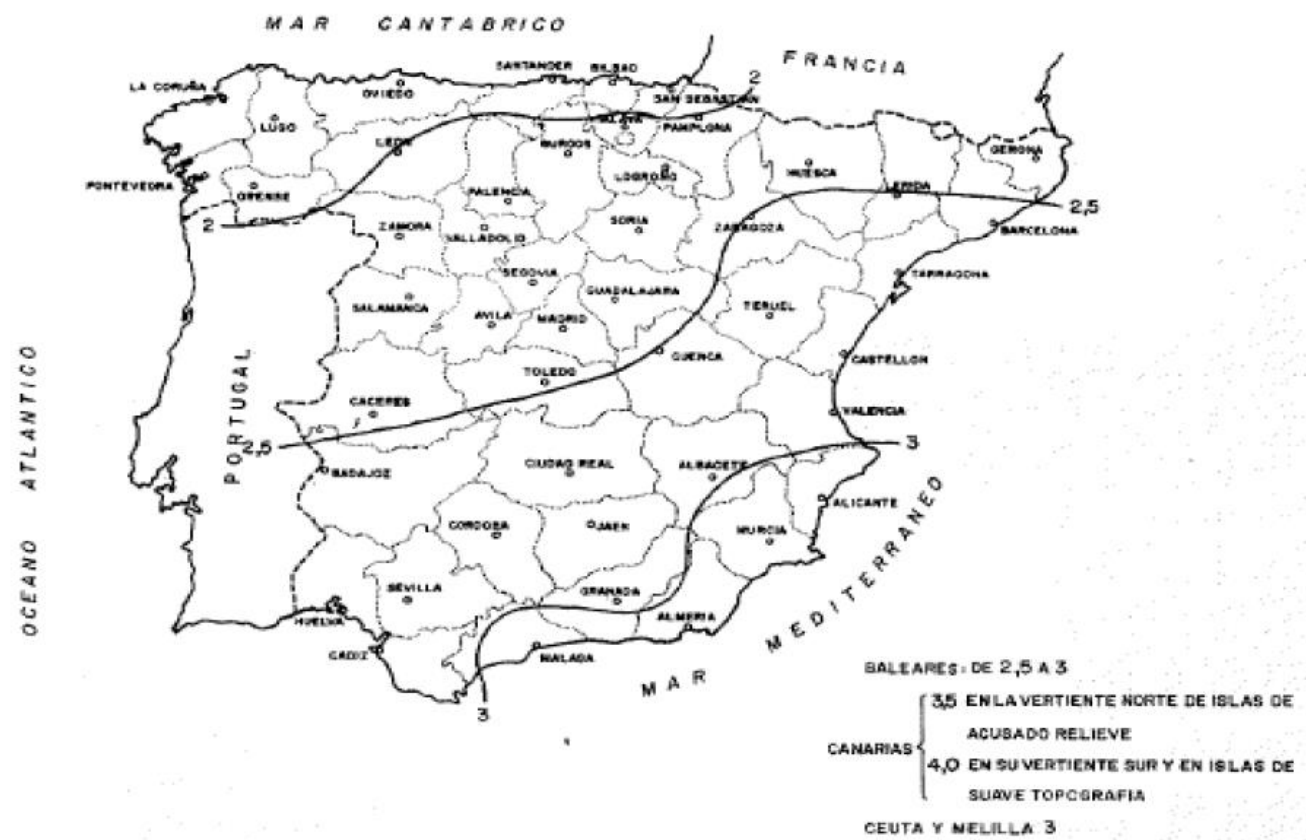 MAR CANTABRICO
FRANCIA
SANTANDER
BILBAO
2
LA CORUÑA
OVIEDO
SAN SEBASTIAN
LUGO
PAMPLONA
LEON
BURGOS
GERONA
PONTEVEDRA
ORENSE
PALENCIA
LOGROÑO
HUESCA
LERIDA
2
ZAMORA
VALLADOLID
SORIA
ZARAGOZA
2,5
BARCELONA
SEGOVIA
TARRAGONA
SALAMANCA
AVILA
MADRID
GUADALAJARA
TERUEL
CUENCA
CASTELLON
TOLEDO
CACERES
VALENCIA
PORTUGAL
OCEANO ATLANTICO
2,5
3
BADAJOZ
CIUDAD REAL
ALBACETE
ALICANTE
CORDOBA
JAEN
MURCIA
SEVILLA
GRANADA
HUELVA
ALMERIA
CADIZ
MALAGA
MAR MEDITERRANEO
3
BALEARES: DE 2,5 A 3
CANARIAS
3,5 EN LA VERTIENTE NORTE DE ISLAS DE
ACUSADO RELIEVE
4,0 EN SU VERTIENTE SUR Y EN ISLAS DE
SUAVE TOPOGRAFIA
CEUTA Y MELILLA 3